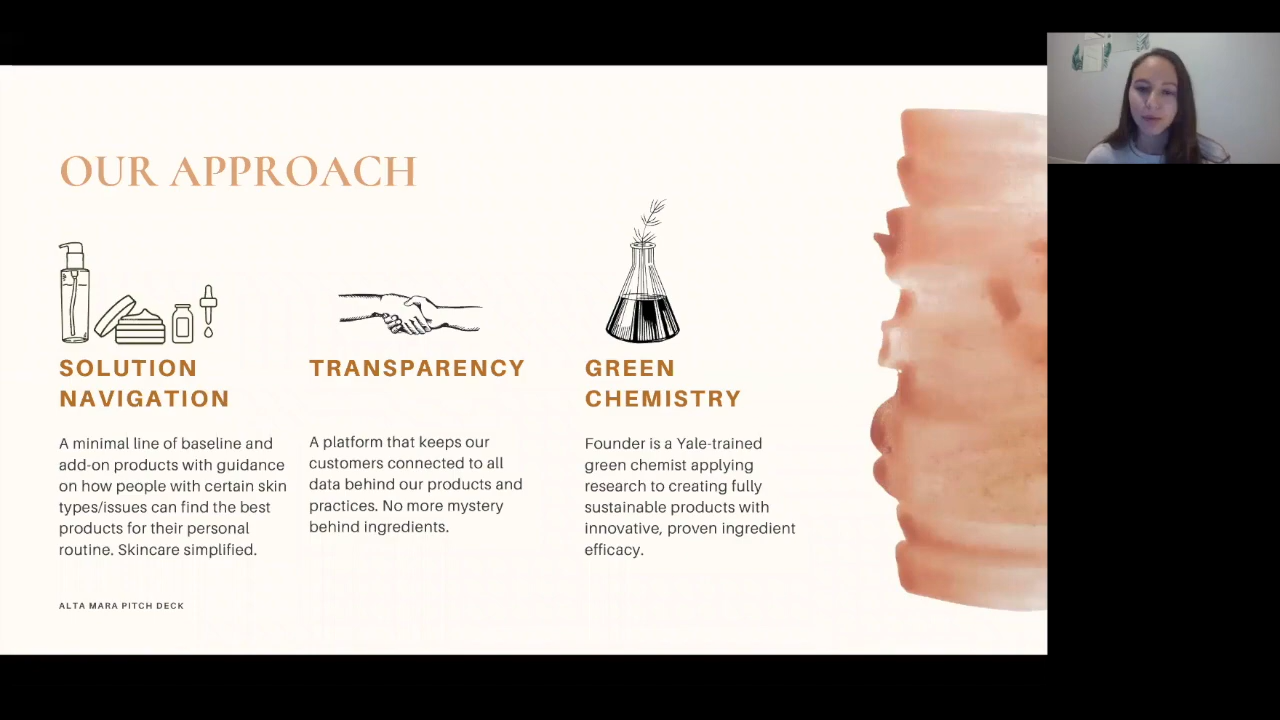 OUR APPROACH
SOLUTION
NAVIGATION
A minimal line of baseline and
add-on products with guidance
on how people with certain skin
types/issues can find the best
products for their personal
routine. Skincare simplified.
TRANSPARENCY
A platform that keeps our
customers connected to all
data behind our products and
practices. No more mystery
behind ingredients.
GREEN
CHEMISTRY
Founder is a Yale-trained
green chemist applying
research to creating fully
sustainable products with
innovative, proven ingredient
efficacy.
ALTA MARA PITCH DECK